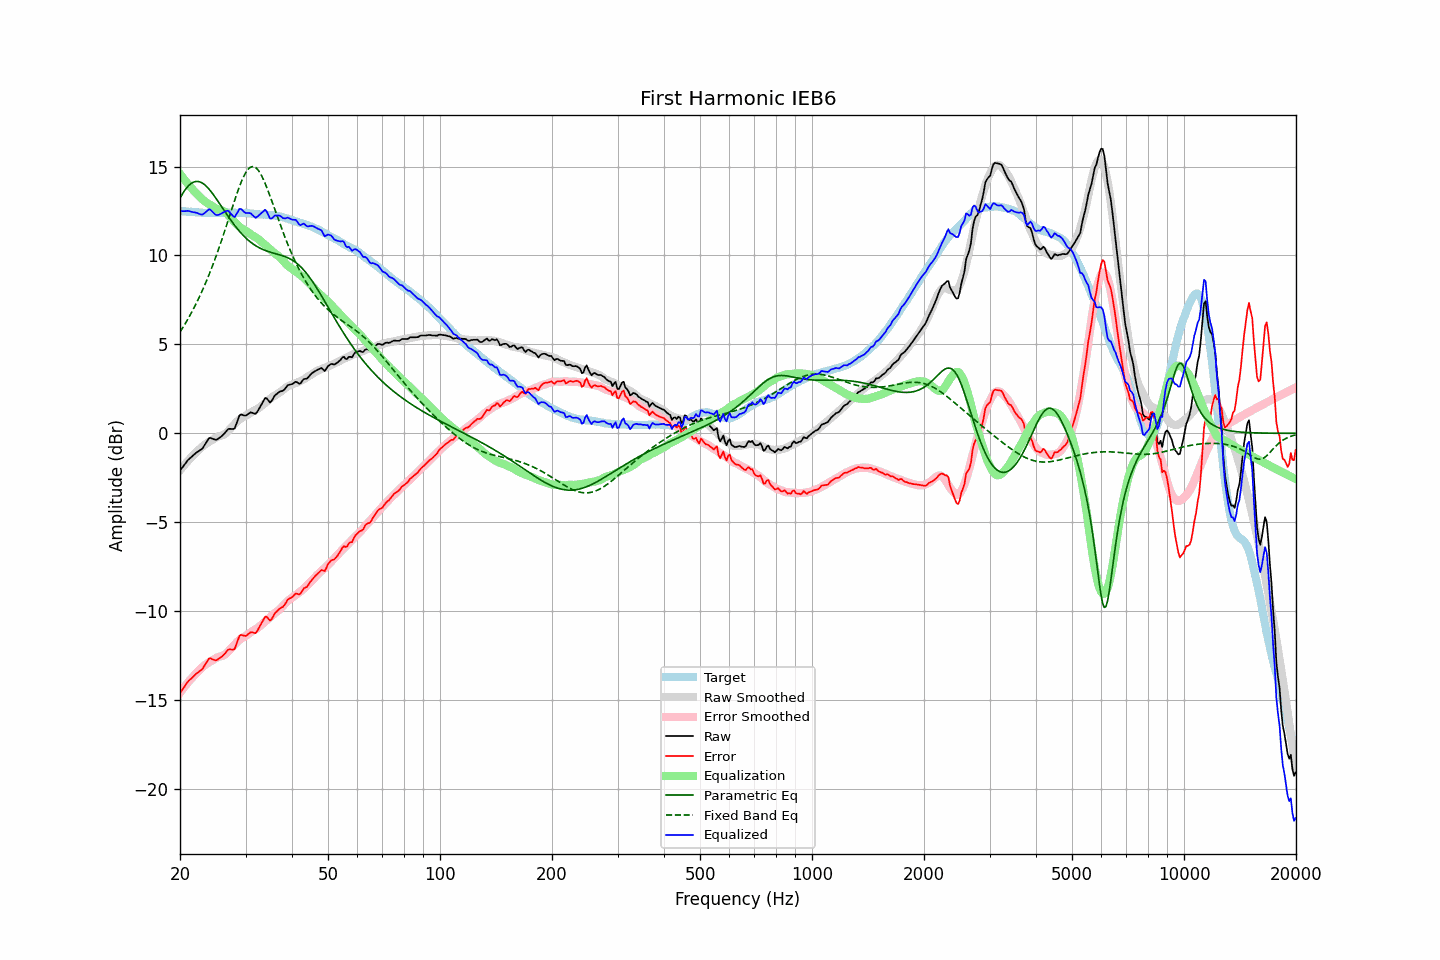 First Harmonic IEB6
15
10
5
0
−5
−10
−15
−20
Amplitude (dBr)
Target
Raw Smoothed
Error Smoothed
Raw
Error
Equalization
Parametric Eq
Fixed Band Eq
Equalized
20 50 100 200 500 1000 2000 5000 10000 20000
Frequency (Hz)